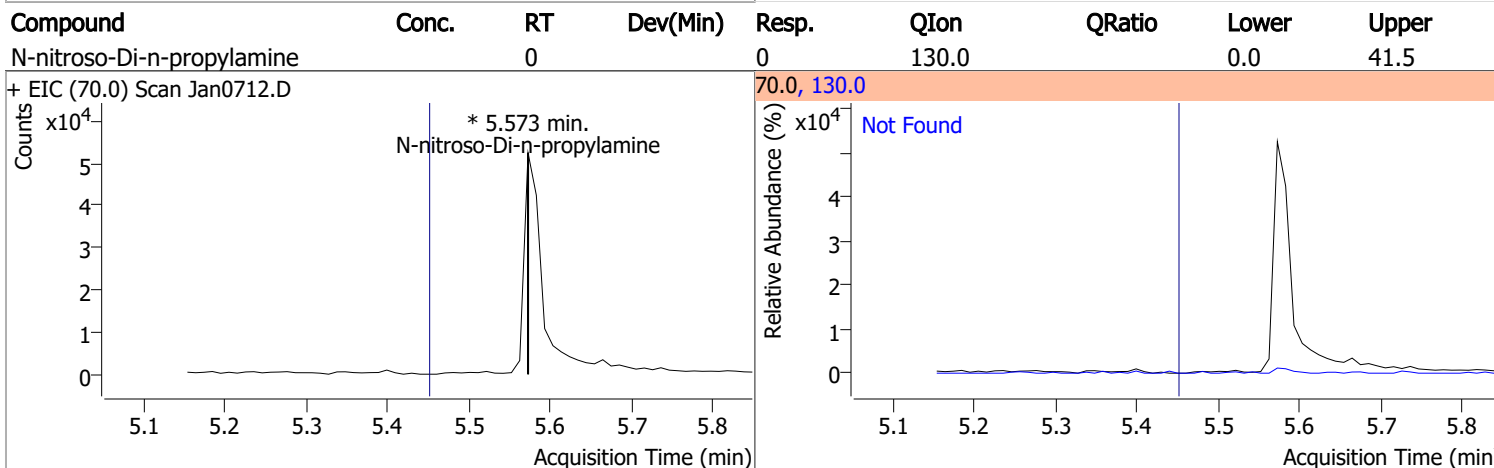 Compound Conc. RT Dev(Min) Resp. QIon QRatio Lower Upper
N-nitroso-Di-n-propylamine 0 0 130.0 0.0 41.5
+ EIC (70.0) Scan Jan0712.D
Counts
x10⁴
* 5.573 min.
N-nitroso-Di-n-propylamine
5
4
3
2
1
0
5.1 5.2 5.3 5.4 5.5 5.6 5.7 5.8
Acquisition Time (min)
70.0, 130.0
Relative Abundance (%)
x10⁴
Not Found
4
3
2
1
0
5.1 5.2 5.3 5.4 5.5 5.6 5.7 5.8
Acquisition Time (min